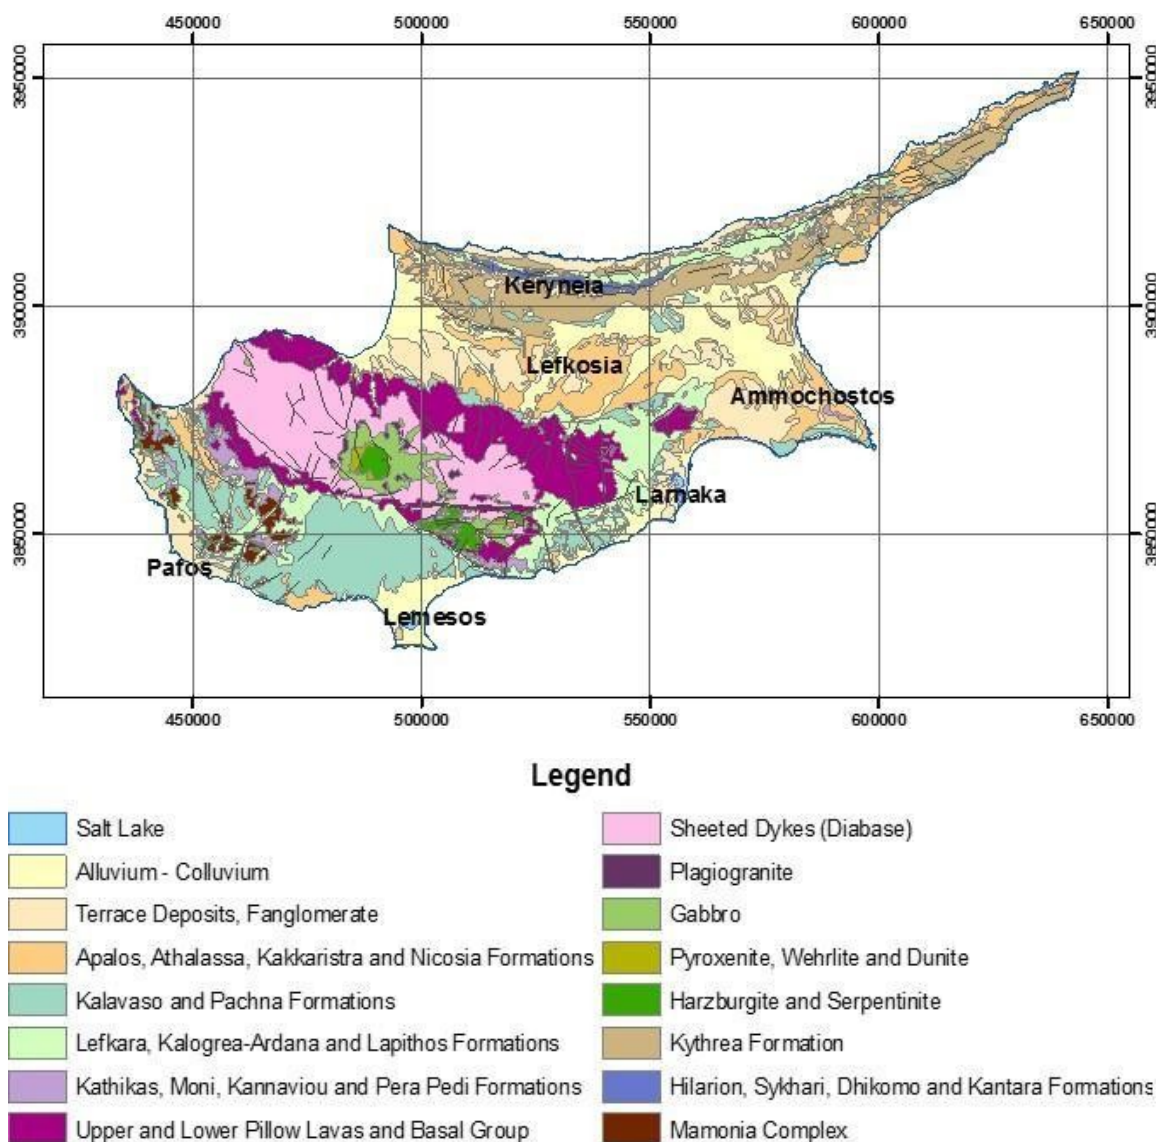 450000 500000 550000 600000 650000
3950000 3950000
Keryneia
3900000 3900000
Lefkosia
Ammochostos
Larnaka
3850000 3850000
Pafos
Lemesos
450000 500000 550000 600000 650000
Legend
Salt Lake
Alluvium - Colluvium
Terrace Deposits, Fanglomerate
Apalos, Athalassa, Kakkaristra and Nicosia Formations
Kalavaso and Pachna Formations
Lefkara, Kalogrea-Ardana and Lapithos Formations
Kathikas, Moni, Kannaviou and Pera Pedi Formations
Upper and Lower Pillow Lavas and Basal Group
Sheeted Dykes (Diabase)
Plagiogranite
Gabbro
Pyroxenite, Wehrlite and Dunite
Harzburgite and Serpentinite
Kythrea Formation
Hilarion, Sykhari, Dhikomo and Kantara Formations
Mamonia Complex